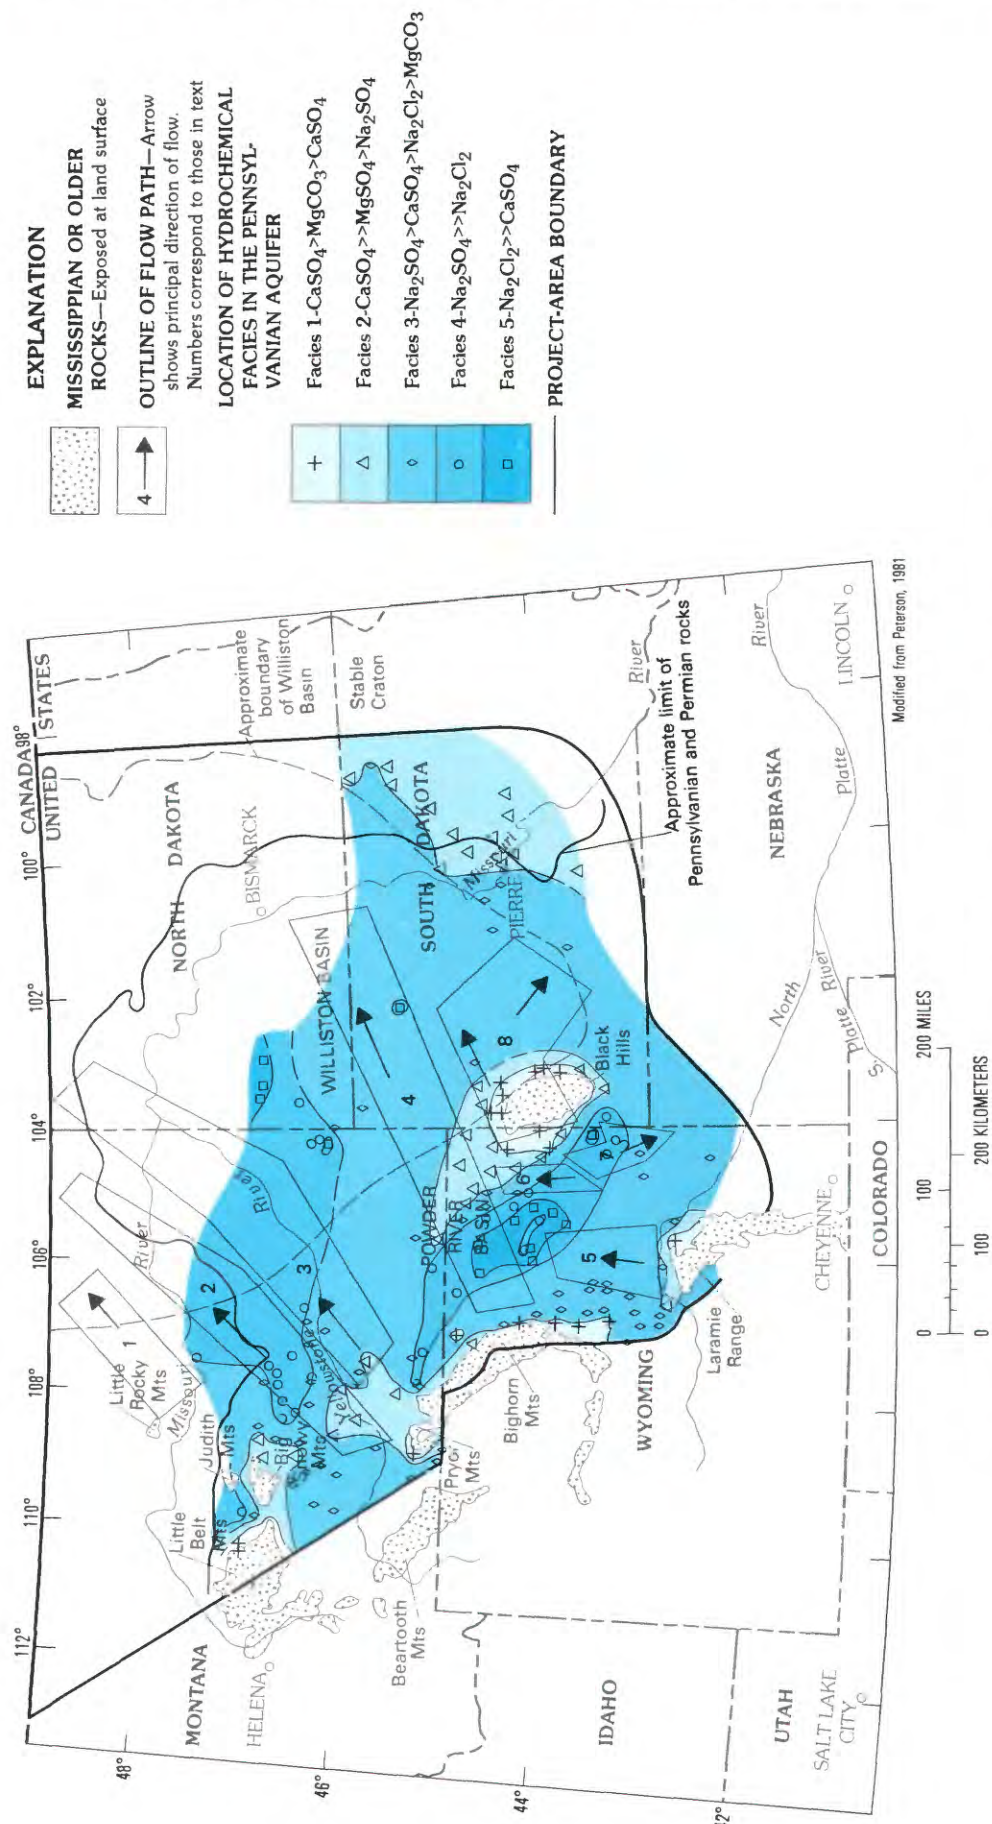 EXPLANATION
MISSISSIPPIAN OR OLDER
ROCKS—Exposed at land surface
4
OUTLINE OF FLOW PATH—Arrow
shows principal direction of flow.
Numbers correspond to those in text
LOCATION OF HYDROCHEMICAL
FACIES IN THE PENNSYL-
VANIAN AQUIFER
Facies 1-CaSO4>MgCO3>CaSO4
Facies 2-CaSO4>>MgSO4>Na2SO4
Facies 3-Na2SO4>CaSO4>Na2Cl2>MgCO3
Facies 4-Na2SO4>>Na2Cl2
Facies 5-Na2Cl2>>CaSO4
PROJECT-AREA BOUNDARY
112°
110°
108°
106°
104°
102°
100°
98°
CANADA
UNITED STATES
48°
46°
44°
42°
MONTANA
HELENA
Little
Belt
Mts
Judith
Mts
Big
Snowy
Mts
Little
Rocky
Mts
Missouri
River
Yellowstone
River
1
2
3
NORTH
DAKOTA
BISMARCK
WILLISTON BASIN
Approximate
boundary
of Williston
Basin
Stable
Craton
Beartooth
Mts
Pryor
Mts
Bighorn
Mts
POWDER
RIVER
BASIN
4
5
6
7
8
Black
Hills
SOUTH
DAKOTA
PIERRE
Missouri
River
Approximate limit of
Pennsylvanian and Permian rocks
IDAHO
WYOMING
Laramie
Range
CHEYENNE
NEBRASKA
North
Platte
River
S. Platte
River
LINCOLN
UTAH
SALT LAKE
CITY
COLORADO
Modified from Peterson, 1981
0 100 200 MILES
0 100 200 KILOMETERS